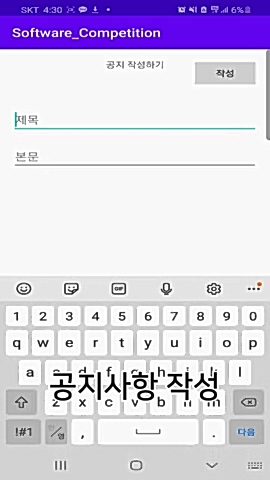 SKT 4:30 6%
Software_Competition
공지 작성하기
작성
제목
본문
GIF
1 2 3 4 5 6 7 8 9 0
q w e r t y u i o p
a s d f g h j k l
z x c v b n m
공지사항 작성
!#1 한/영 , . 다음